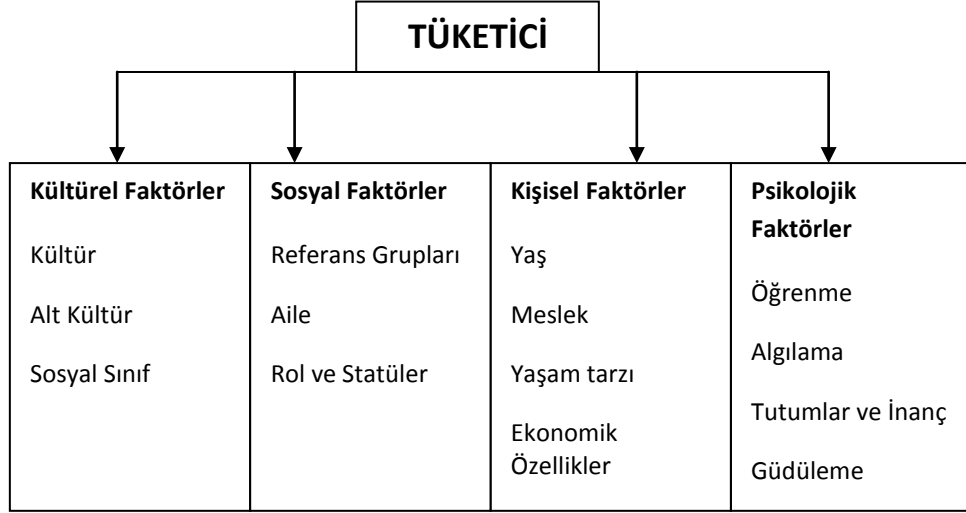 TÜKETİCİ
Kültürel Faktörler
Kültür
Alt Kültür
Sosyal Sınıf
Sosyal Faktörler
Referans Grupları
Aile
Rol ve Statüler
Kişisel Faktörler
Yaş
Meslek
Yaşam tarzı
Ekonomik
Özellikler
Psikolojik
Faktörler
Öğrenme
Algılama
Tutumlar ve İnanç
Güdüleme